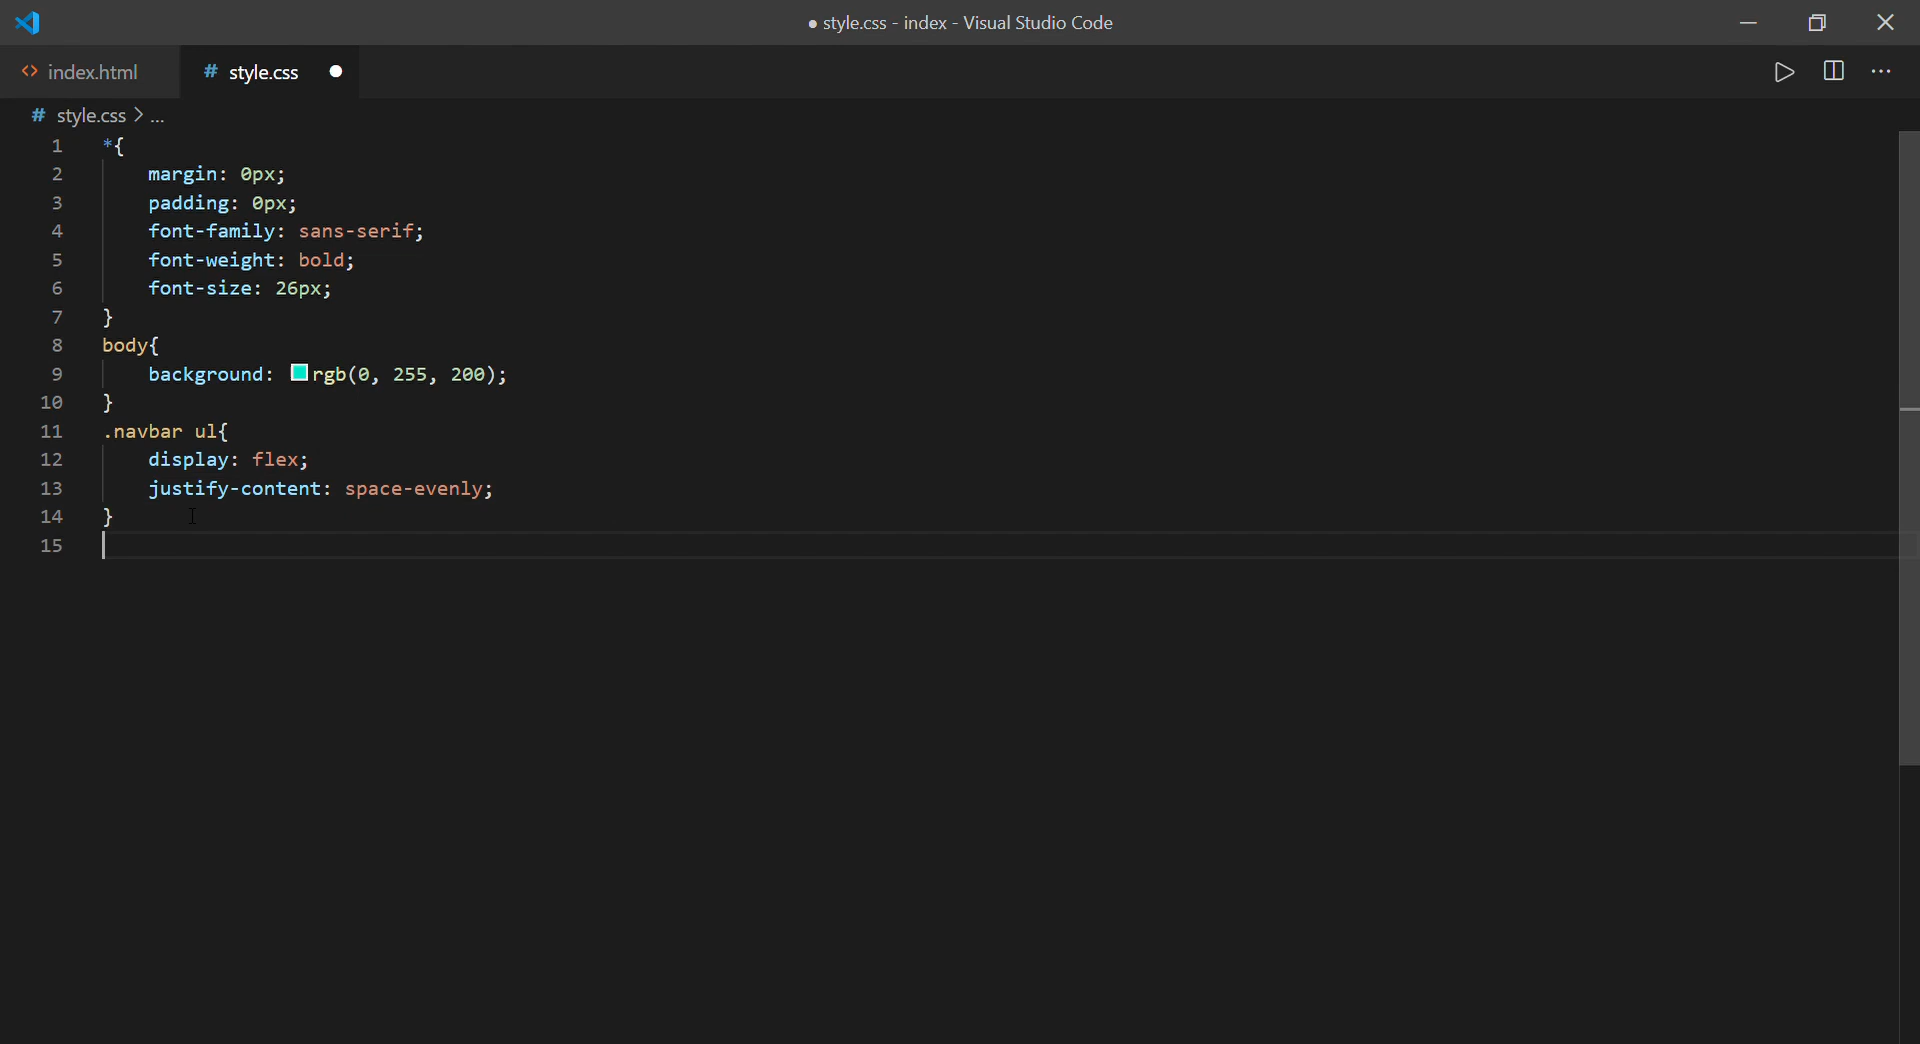 ● style.css - index - Visual Studio Code
<> index.html # style.css ●
# style.css > ...
1 *{
2 margin: 0px;
3 padding: 0px;
4 font-family: sans-serif;
5 font-weight: bold;
6 font-size: 26px;
7 }
8 body{
9 background: rgb(0, 255, 200);
10 }
11 .navbar ul{
12 display: flex;
13 justify-content: space-evenly;
14 }
15